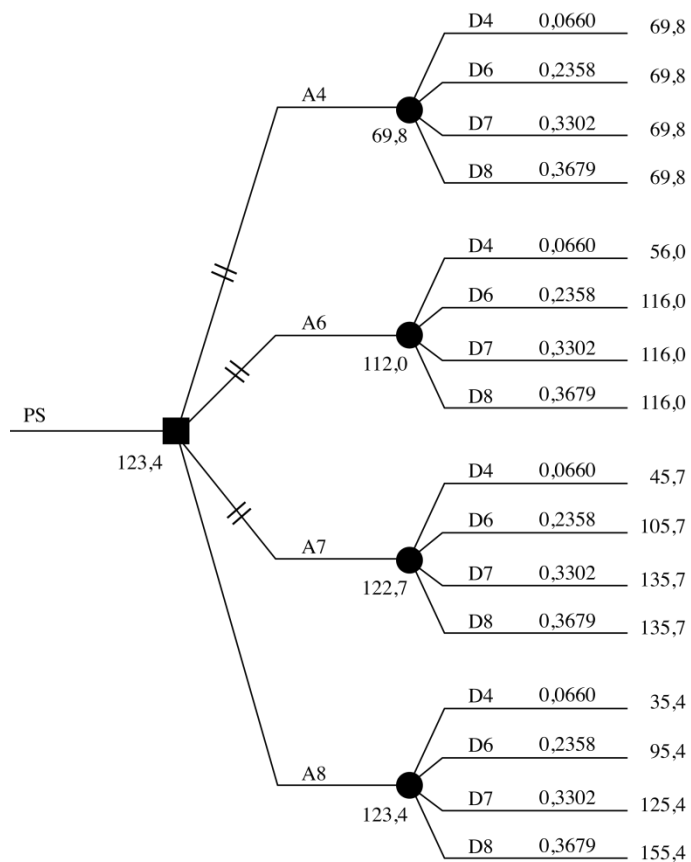 D4 0,0660 69,8
D6 0,2358 69,8
A4
D7 0,3302 69,8
69,8
D8 0,3679 69,8
D4 0,0660 56,0
D6 0,2358 116,0
A6
D7 0,3302 116,0
112,0
D8 0,3679 116,0
PS
123,4
D4 0,0660 45,7
D6 0,2358 105,7
A7
D7 0,3302 135,7
122,7
D8 0,3679 135,7
D4 0,0660 35,4
D6 0,2358 95,4
A8
D7 0,3302 125,4
123,4
D8 0,3679 155,4